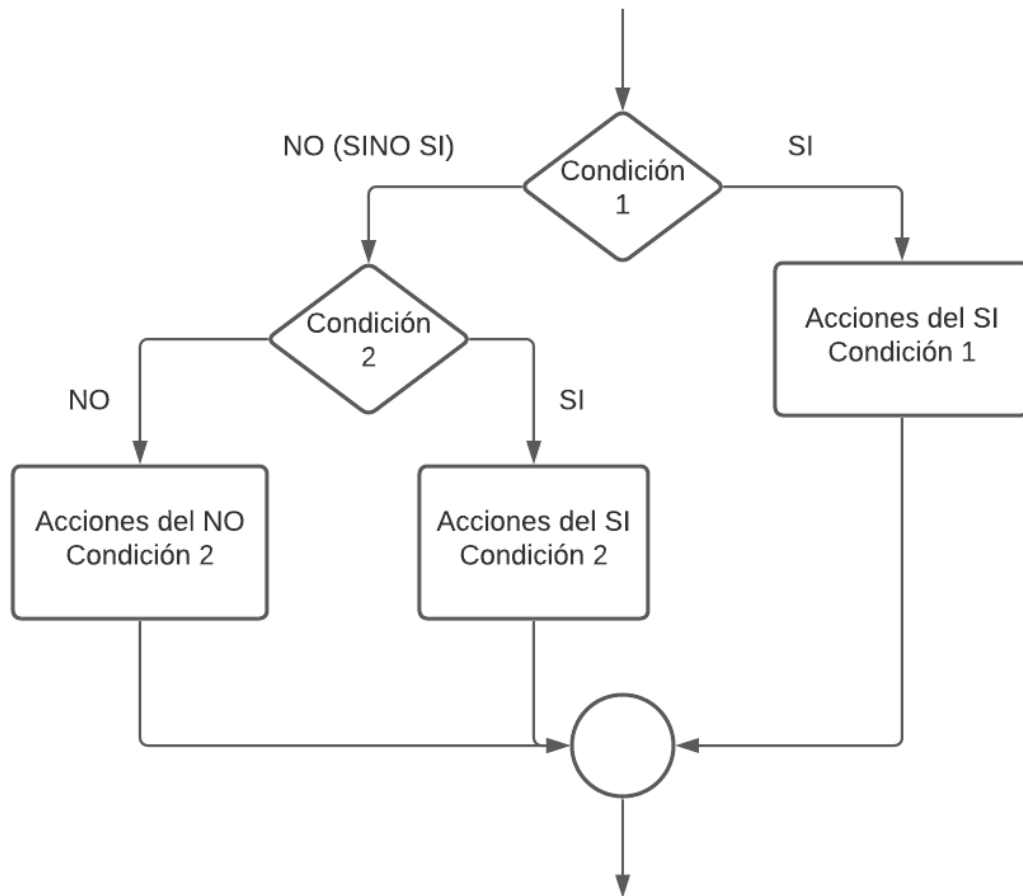 NO (SINO SI)
SI
Condición
1
Acciones del SI
Condición 1
Condición
2
NO
SI
Acciones del NO
Condición 2
Acciones del SI
Condición 2